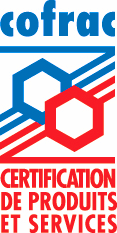 cofrac
CERTIFICATION
DE PRODUITS
ET SERVICES